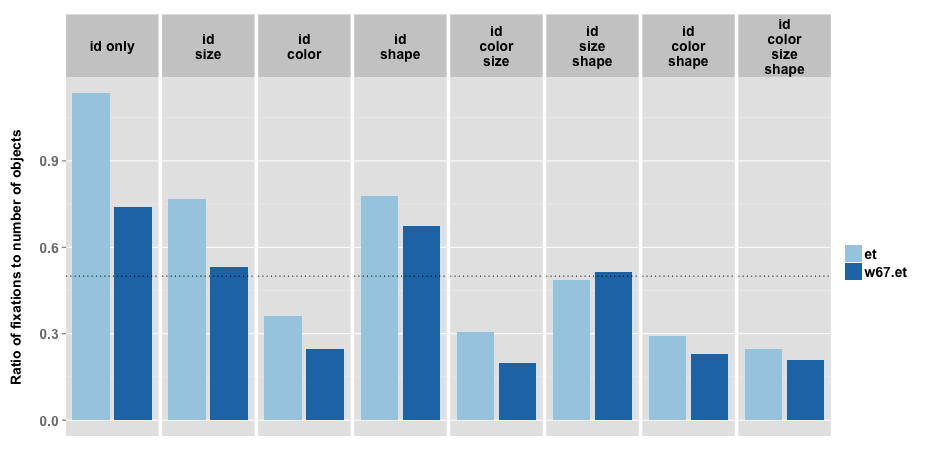 id only
id
size
id
color
id
shape
id
color
size
id
size
shape
id
color
shape
id
color
size
shape
Ratio of fixations to number of objects
0.9
0.6
0.3
0.0
et
w67.et